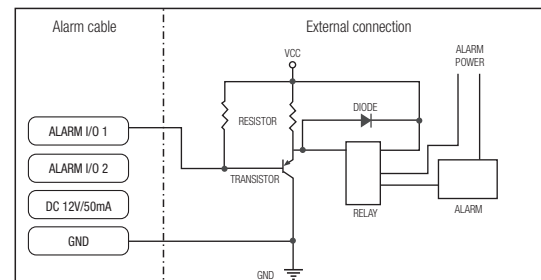 Alarm cable
External connection
VCC
ALARM
POWER
DIODE
RESISTOR
ALARM I/O 1
ALARM I/O 2
TRANSISTOR
DC 12V/50mA
RELAY
ALARM
GND
GND